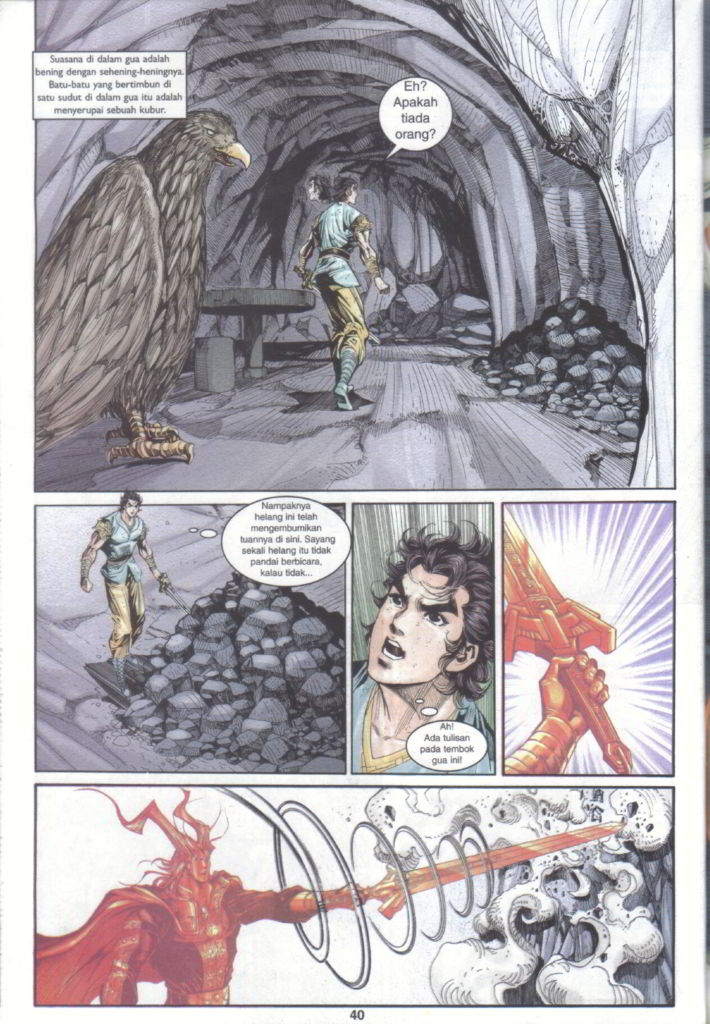 Suasana di dalam gua adalah
bening dengan sehening-heningnya.
Batu-batu yang bertimbun di
satu sudut di dalam gua itu adalah
menyerupai sebuah kubur.
Eh?
Apakah
tiada
orang?
Nampaknya
helang ini telah
mengembumikan
tuannya di sini. Sayang
sekali helang itu tidak
pandai berbicara,
kalau tidak...
Ah!
Ada tulisan
pada tembok
gua ini!
40